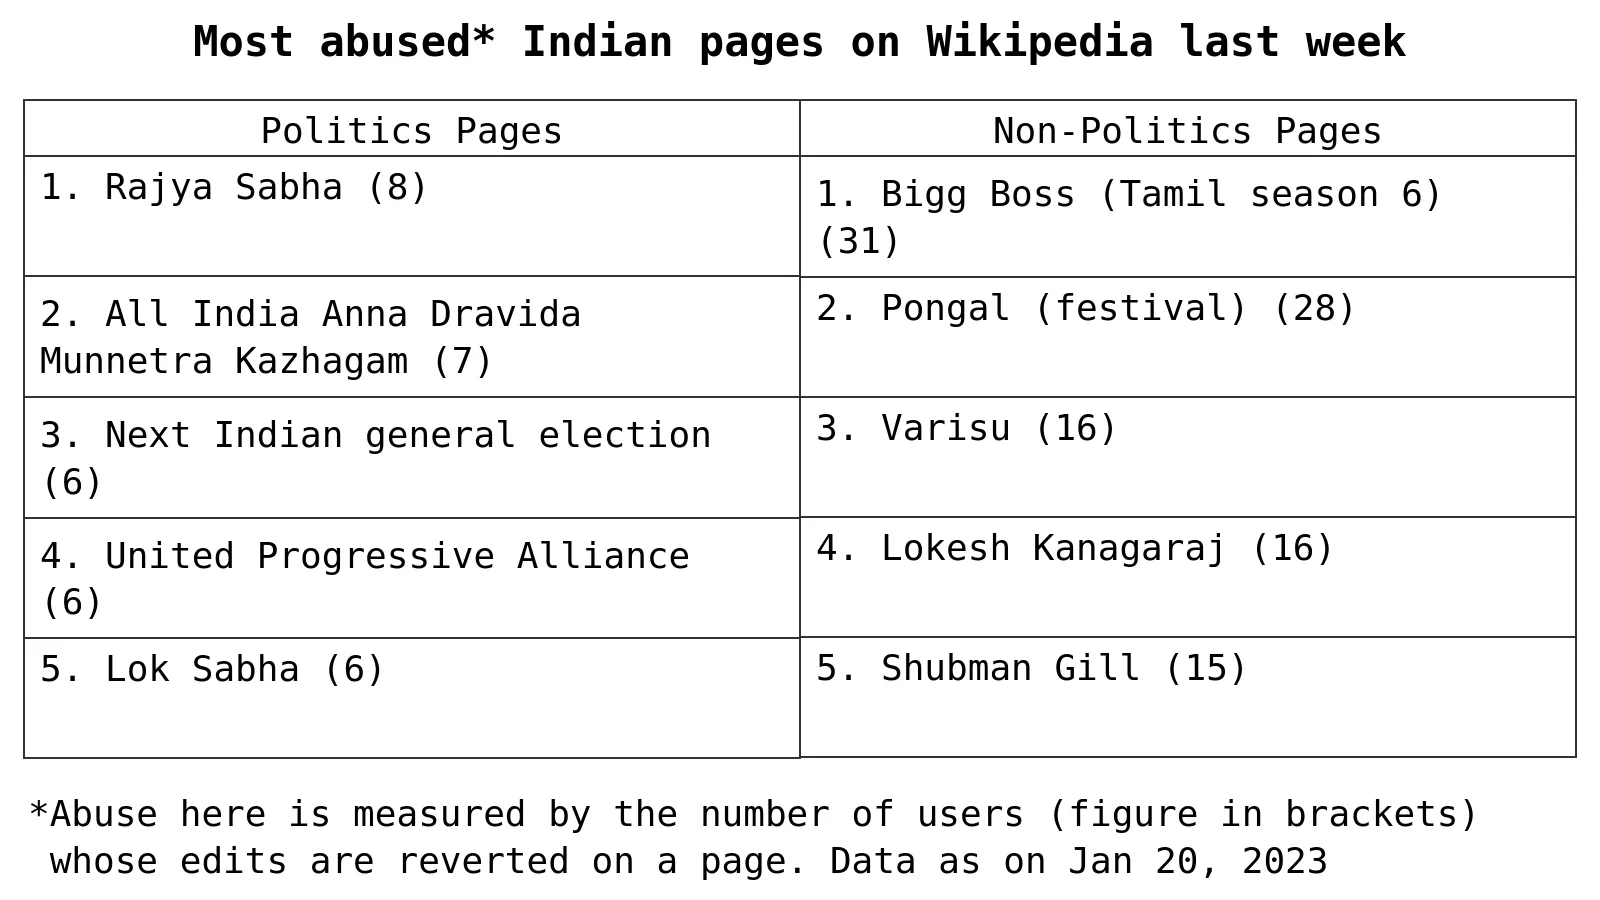 Most abused* Indian pages on Wikipedia last week
Politics Pages
1. Rajya Sabha (8)
2. All India Anna Dravida
Munnetra Kazhagam (7)
3. Next Indian general election
(6)
4. United Progressive Alliance
(6)
5. Lok Sabha (6)
Non-Politics Pages
1. Bigg Boss (Tamil season 6)
(31)
2. Pongal (festival) (28)
3. Varisu (16)
4. Lokesh Kanagaraj (16)
5. Shubman Gill (15)
*Abuse here is measured by the number of users (figure in brackets)
whose edits are reverted on a page. Data as on Jan 20, 2023